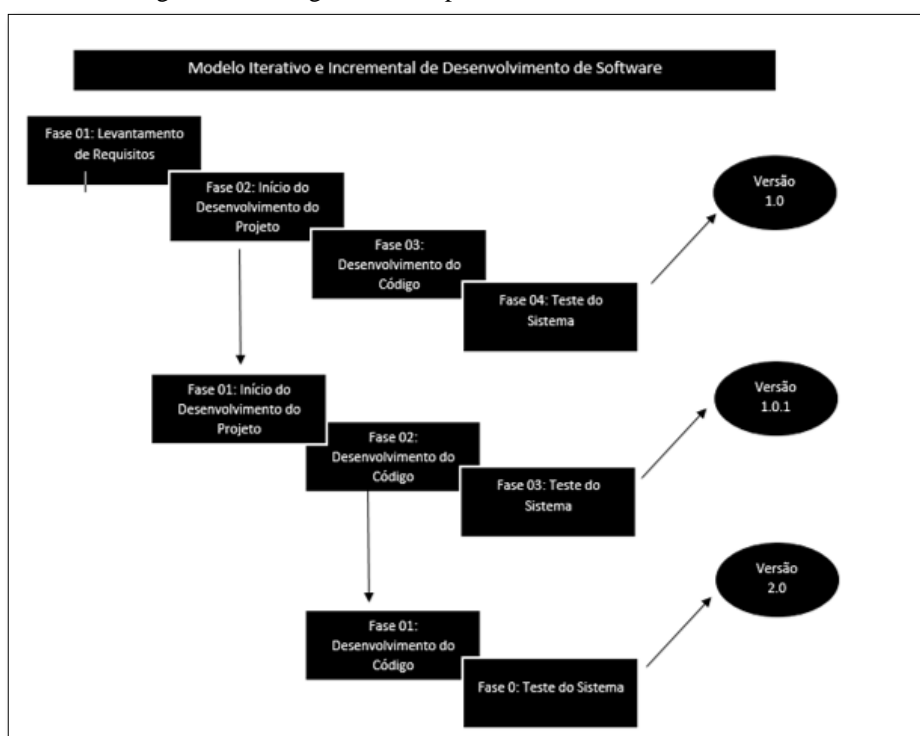 Modelo Iterativo e Incremental de Desenvolvimento de Software
Fase 01: Levantamento
de Requisitos
Fase 02: Início do
Desenvolvimento do
Projeto
Fase 03:
Desenvolvimento do
Código
Fase 04: Teste do
Sistema
Versão
1.0
Fase 01: Início do
Desenvolvimento do
Projeto
Fase 02:
Desenvolvimento do
Código
Fase 03: Teste do
Sistema
Versão
1.0.1
Fase 01:
Desenvolvimento do
Código
Fase 0: Teste do Sistema
Versão
2.0